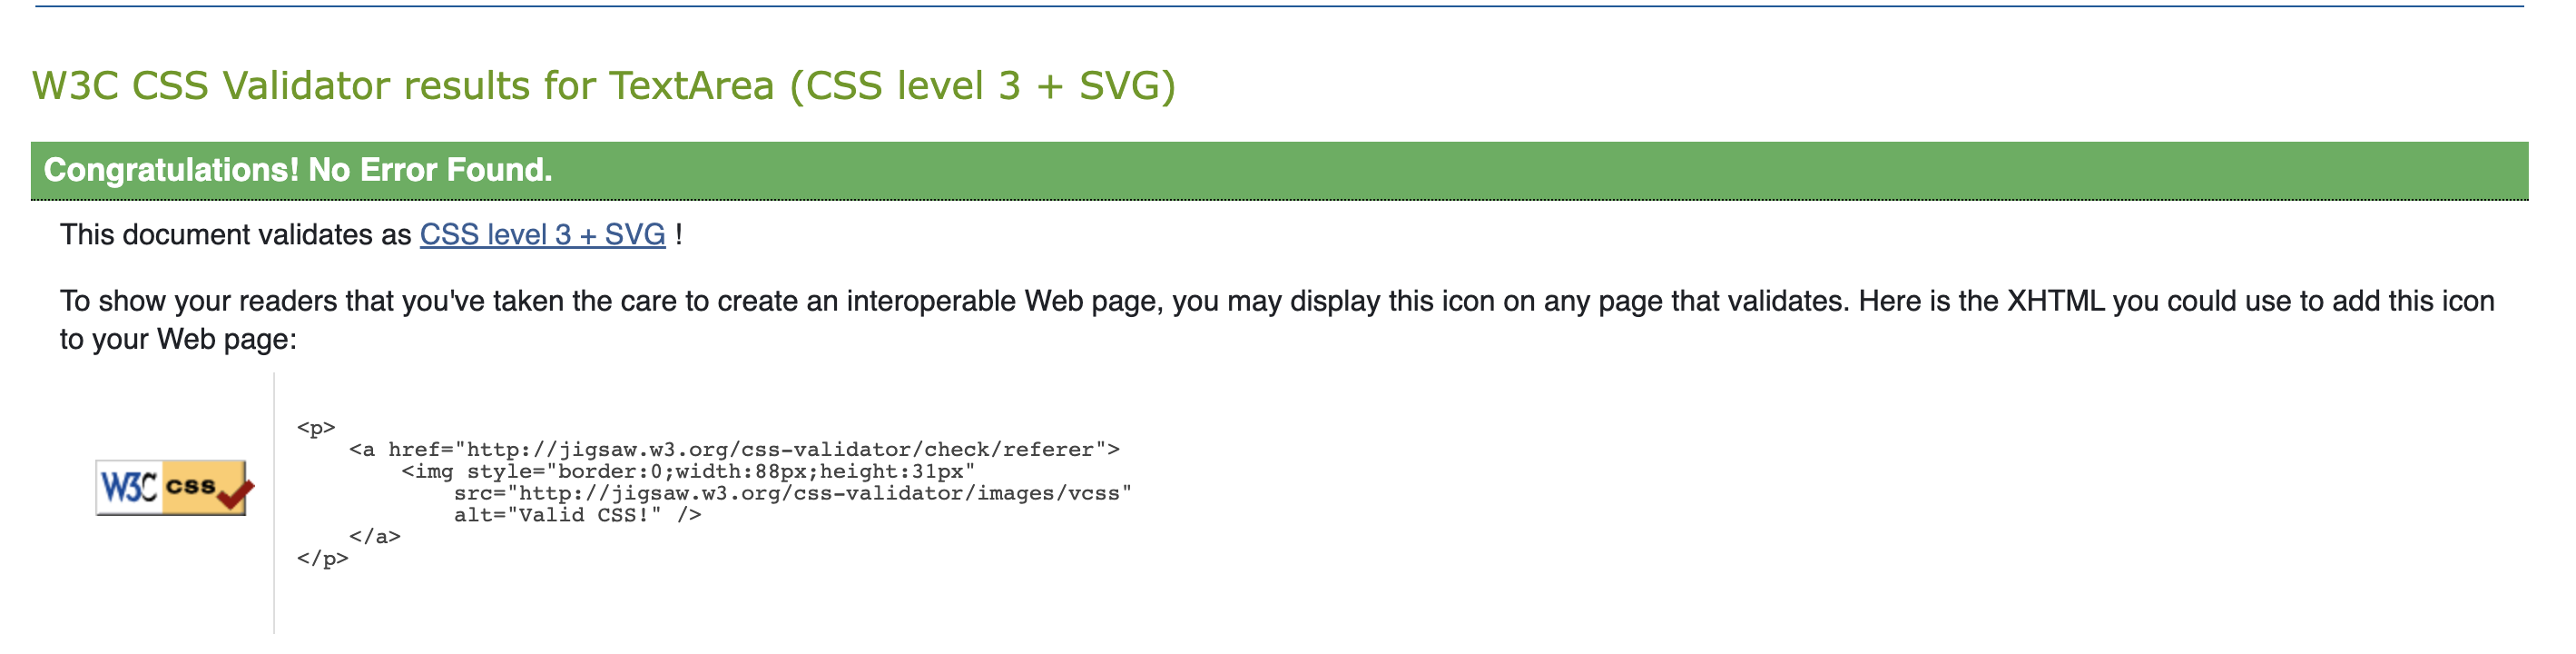 W3C CSS Validator results for TextArea (CSS level 3 + SVG)
Congratulations! No Error Found.
This document validates as CSS level 3 + SVG !
To show your readers that you've taken the care to create an interoperable Web page, you may display this icon on any page that validates. Here is the XHTML you could use to add this icon
to your Web page:
W3C css
<p>
    <a href="http://jigsaw.w3.org/css-validator/check/referer">
        <img style="border:0;width:88px;height:31px"
            src="http://jigsaw.w3.org/css-validator/images/vcss"
            alt="Valid CSS!" />
    </a>
</p>